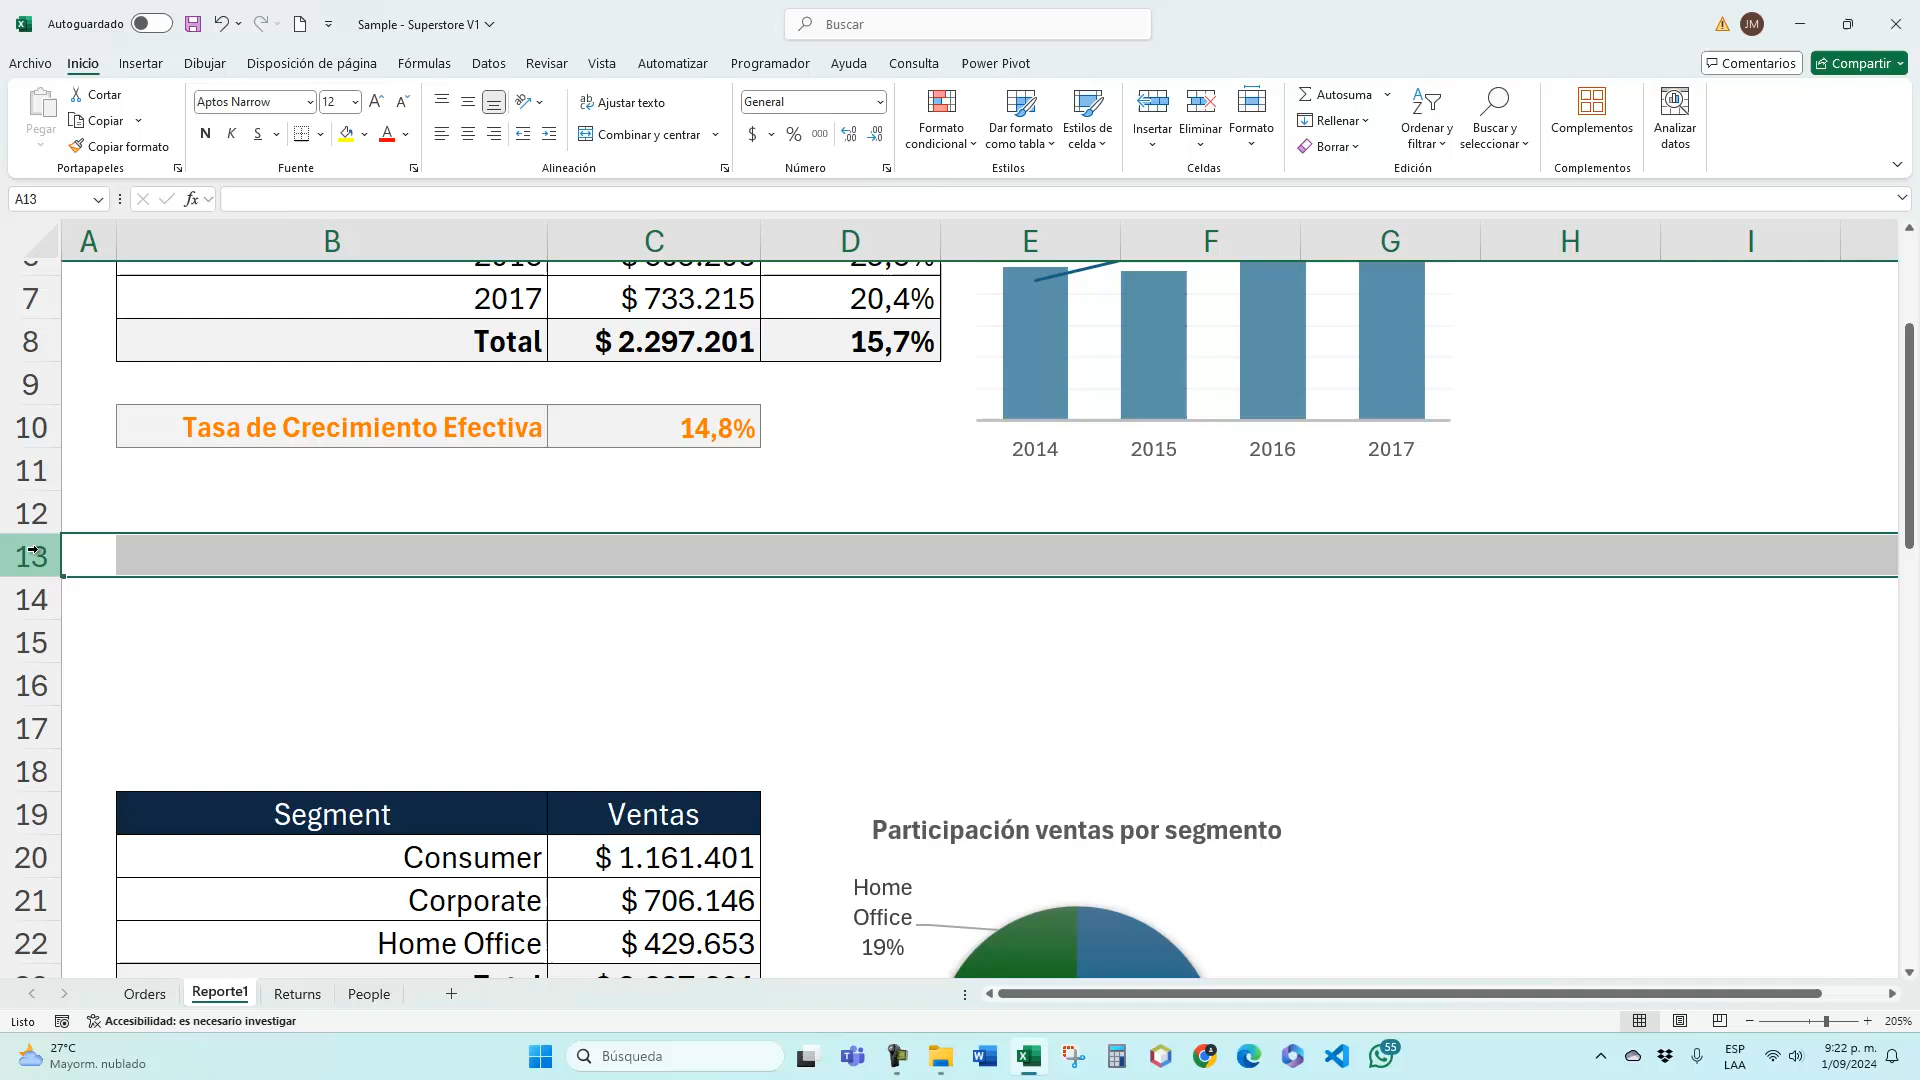 Autoguardado
Sample - Superstore V1
Buscar
JM
Archivo Inicio Insertar Dibujar Disposición de página Fórmulas Datos Revisar Vista Automatizar Programador Ayuda Consulta Power Pivot
Comentarios
Compartir
Pegar
Cortar
Copiar
Copiar formato
Portapapeles
Aptos Narrow
12
N K S
Fuente
Ajustar texto
Combinar y centrar
Alineación
General
$ % 000
Número
Formato condicional
Dar formato como tabla
Estilos de celda
Estilos
Insertar
Eliminar
Formato
Celdas
Autosuma
Rellenar
Borrar
Ordenar y filtrar
Buscar y seleccionar
Edición
Complementos
Complementos
Analizar datos
A13
fx
A B C D E F G H I
7 2017 $ 733.215 20,4%
8 Total $ 2.297.201 15,7%
9
10 Tasa de Crecimiento Efectiva 14,8%
2014 2015 2016 2017
11
12
13
14
15
16
17
18
19 Segment Ventas
Participación ventas por segmento
20 Consumer $ 1.161.401
21 Corporate $ 706.146
22 Home Office $ 429.653
Home
Office
19%
Orders Reporte1 Returns People
Listo
Accesibilidad: es necesario investigar
205%
27°C
Mayorm. nublado
Búsqueda
55
ESP
LAA
9:22 p. m.
1/09/2024